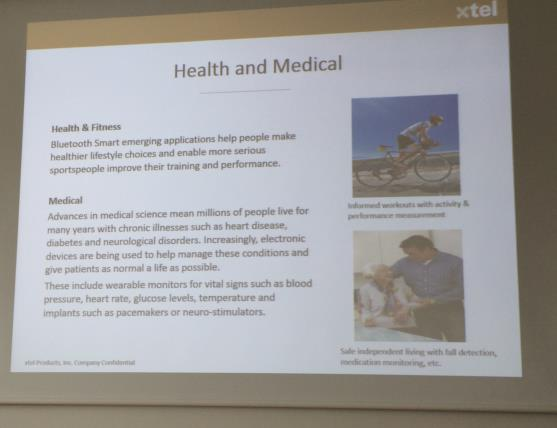 xtel
Health and Medical
Health & Fitness
Bluetooth Smart emerging applications help people make
healthier lifestyle choices and enable more serious
sportspeople improve their training and performance.
Medical
Advances in medical science mean millions of people live for
many years with chronic illnesses such as heart disease,
diabetes and neurological disorders. Increasingly, electronic
devices are being used to help manage these conditions and
give patients as normal a life as possible.
These include wearable monitors for vital signs such as blood
pressure, heart rate, glucose levels, temperature and
implants such as pacemakers or neuro-stimulators.
Informed workouts with activity &
performance measurement
Safe independent living with fall detection,
medication monitoring, etc.
xtel Products, Inc. Company Confidential